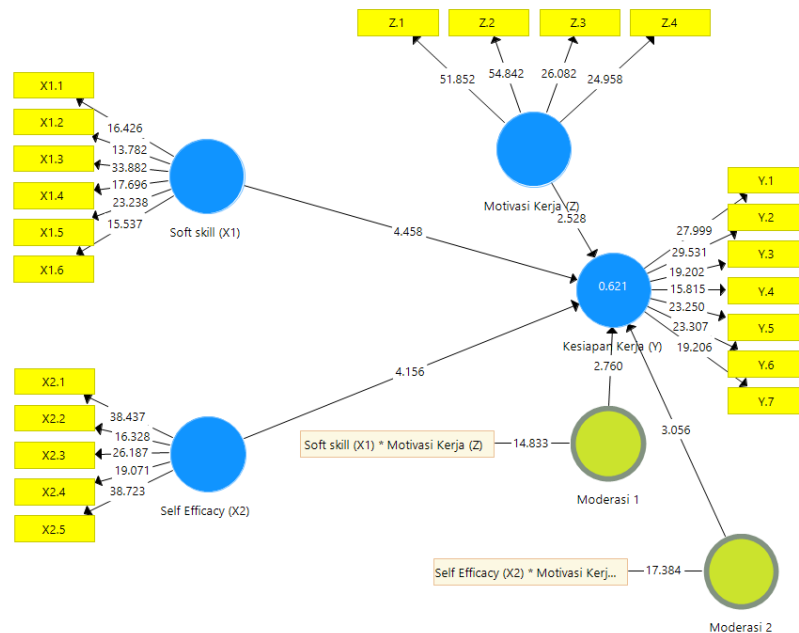 Z.1
Z.2
Z.3
Z.4
51.852
54.842
26.082
24.958
Motivasi Kerja (Z)
2.528
X1.1
X1.2
X1.3
X1.4
X1.5
X1.6
16.426
13.782
33.882
17.696
23.238
15.537
Soft skill (X1)
4.458
Y.1
Y.2
Y.3
Y.4
Y.5
Y.6
Y.7
27.999
29.531
19.202
15.815
23.250
23.307
19.206
0.621
Kesiapan Kerja (Y)
2.760
X2.1
X2.2
X2.3
X2.4
X2.5
38.437
16.328
26.187
19.071
38.723
Self Efficacy (X2)
4.156
Soft skill (X1) * Motivasi Kerja (Z)
14.833
Moderasi 1
3.056
Self Efficacy (X2) * Motivasi Kerj...
17.384
Moderasi 2